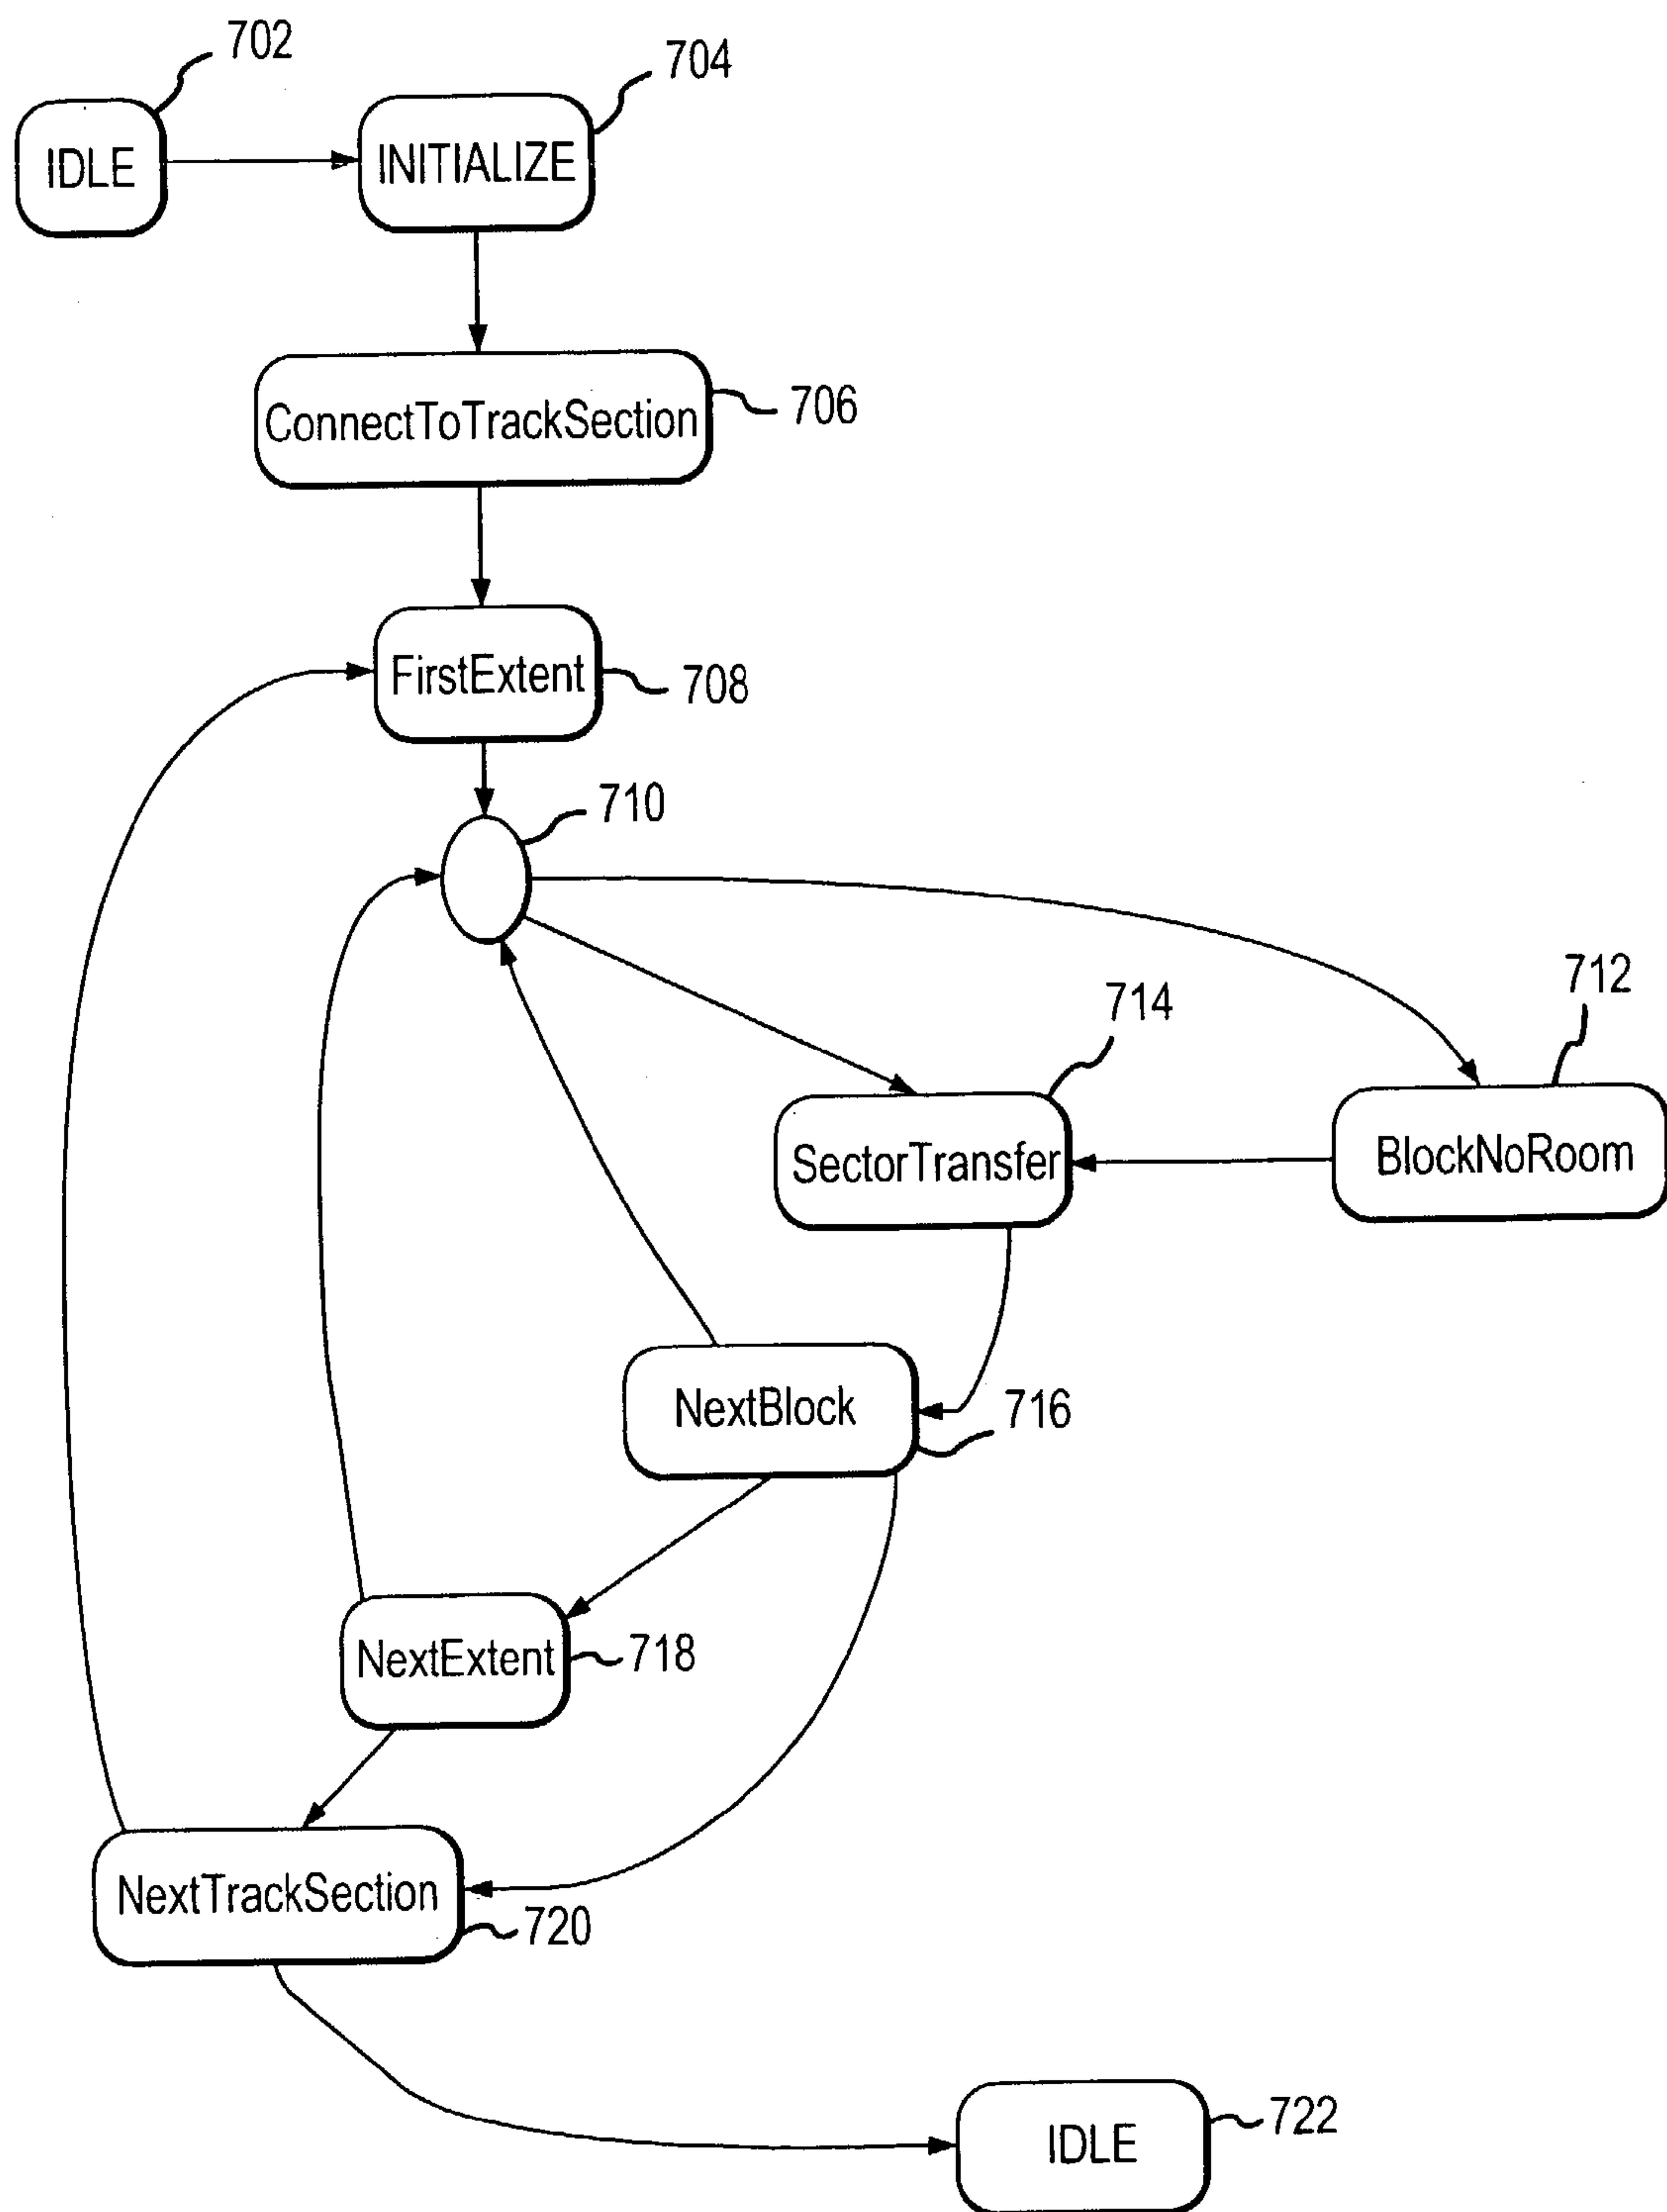 702
704
IDLE
INITIALIZE
ConnectToTrackSection
706
FirstExtent
708
710
712
714
SectorTransfer
BlockNoRoom
NextBlock
716
NextExtent
718
NextTrackSection
720
IDLE
722